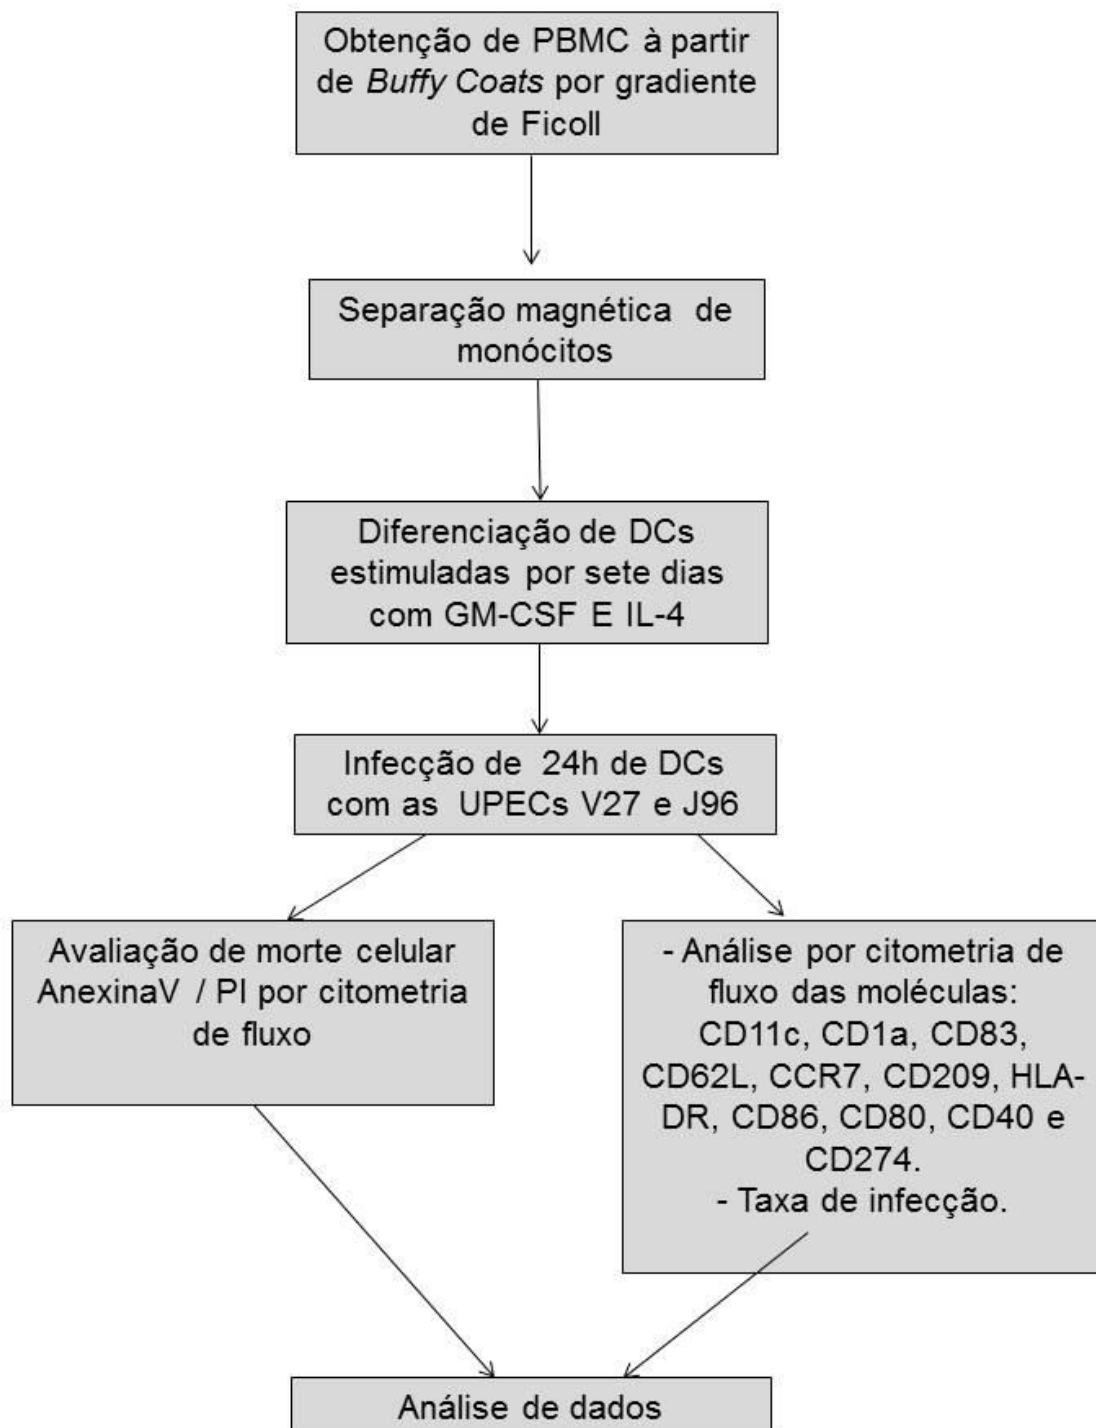 Obtenção de PBMC à partir
de Buffy Coats por gradiente
de Ficoll
Separação magnética de
monócitos
Diferenciação de DCs
estimuladas por sete dias
com GM-CSF E IL-4
Infecção de 24h de DCs
com as UPECs V27 e J96
Avaliação de morte celular
AnexinaV / PI por citometria
de fluxo
- Análise por citometria de
fluxo das moléculas:
CD11c, CD1a, CD83,
CD62L, CCR7, CD209, HLA-
DR, CD86, CD80, CD40 e
CD274.
- Taxa de infecção.
Análise de dados